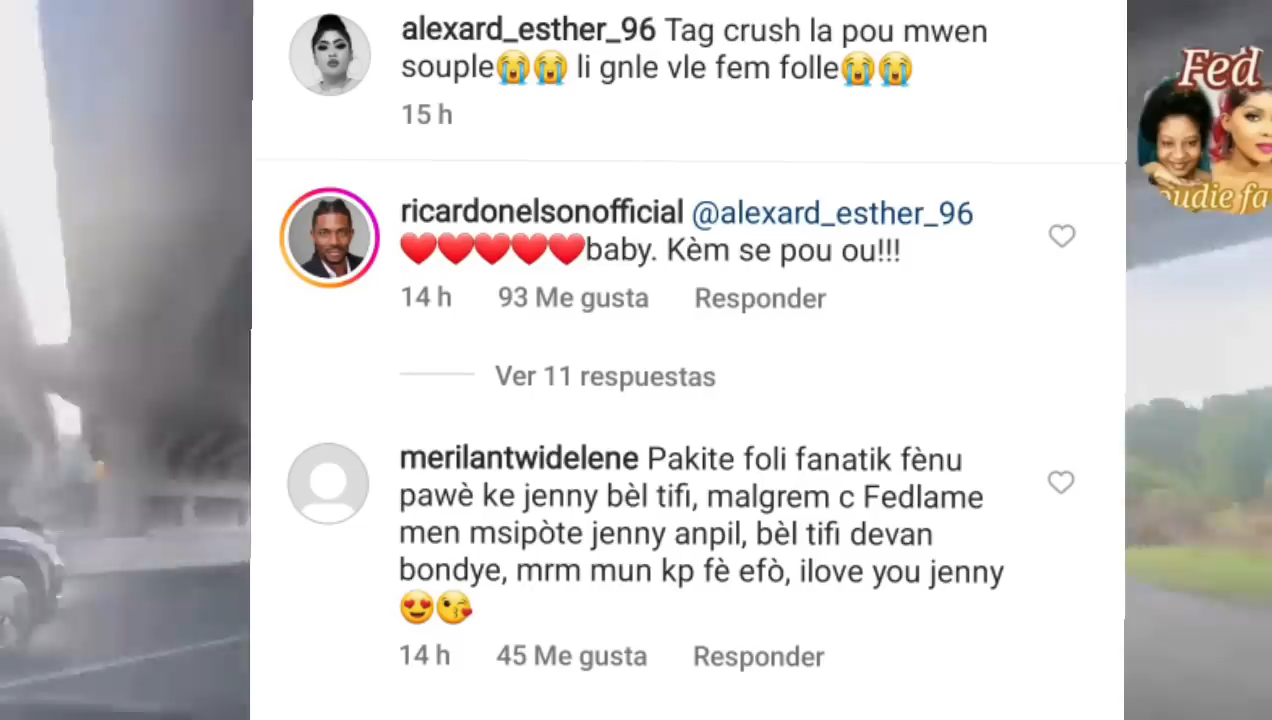 alexard_esther_96 Tag crush la pou mwen
souple😭😭 li gnle vle fem folle😭😭
15 h
ricardonelsonofficial @alexard_esther_96
❤️❤️❤️❤️❤️baby. Kèm se pou ou!!!
14 h 93 Me gusta Responder
Ver 11 respuestas
merilantwidelene Pakite foli fanatik fènu
pawè ke jenny bèl tifi, malgrem c Fedlame
men msipòte jenny anpil, bèl tifi devan
bondye, mrm mun kp fè efò, ilove you jenny
😍😘
14 h 45 Me gusta Responder
Fed
oudie fa